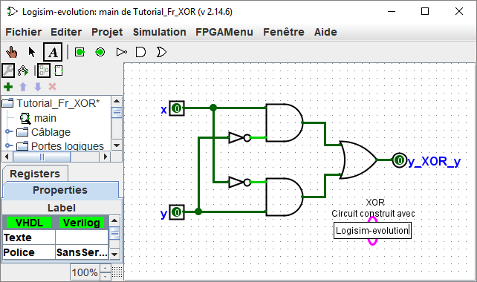 Logisim-evolution: main de Tutorial_Fr_XOR (v 2.14.6)
Fichier Editer Projet Simulation FPGAMenu Fenêtre Aide
A
Tutorial_Fr_XOR*
main
Câblage
Portes logiques
Registers
Properties
Label
VHDL Verilog
Texte
Police SansSer...
100%
x
0
y
0
0
y_XOR_y
XOR
Circuit construit avec
Logisim-evolution